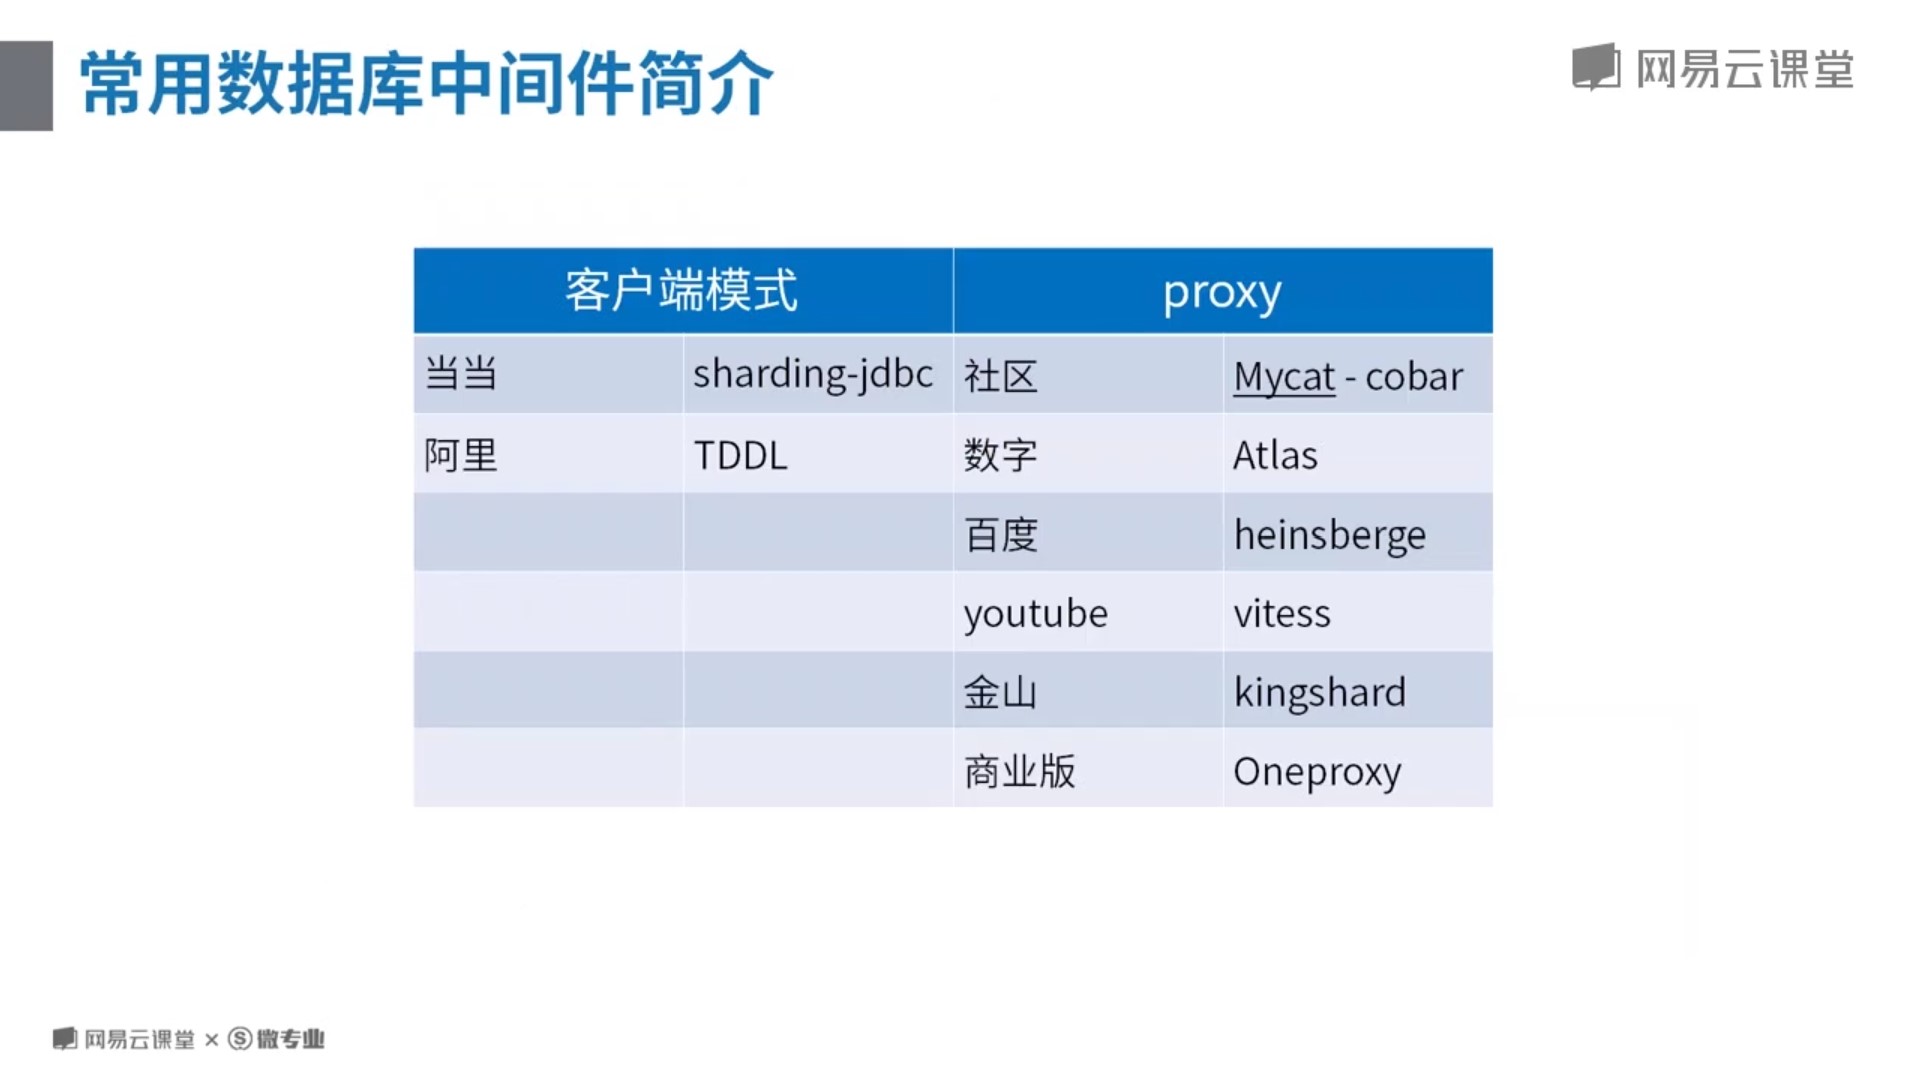 常用数据库中间件简介
网易云课堂
客户端模式 proxy
当当 sharding-jdbc 社区 Mycat - cobar
阿里 TDDL 数字 Atlas
百度 heinsberge
youtube vitess
金山 kingshard
商业版 Oneproxy
网易云课堂 × Ⓢ微专业